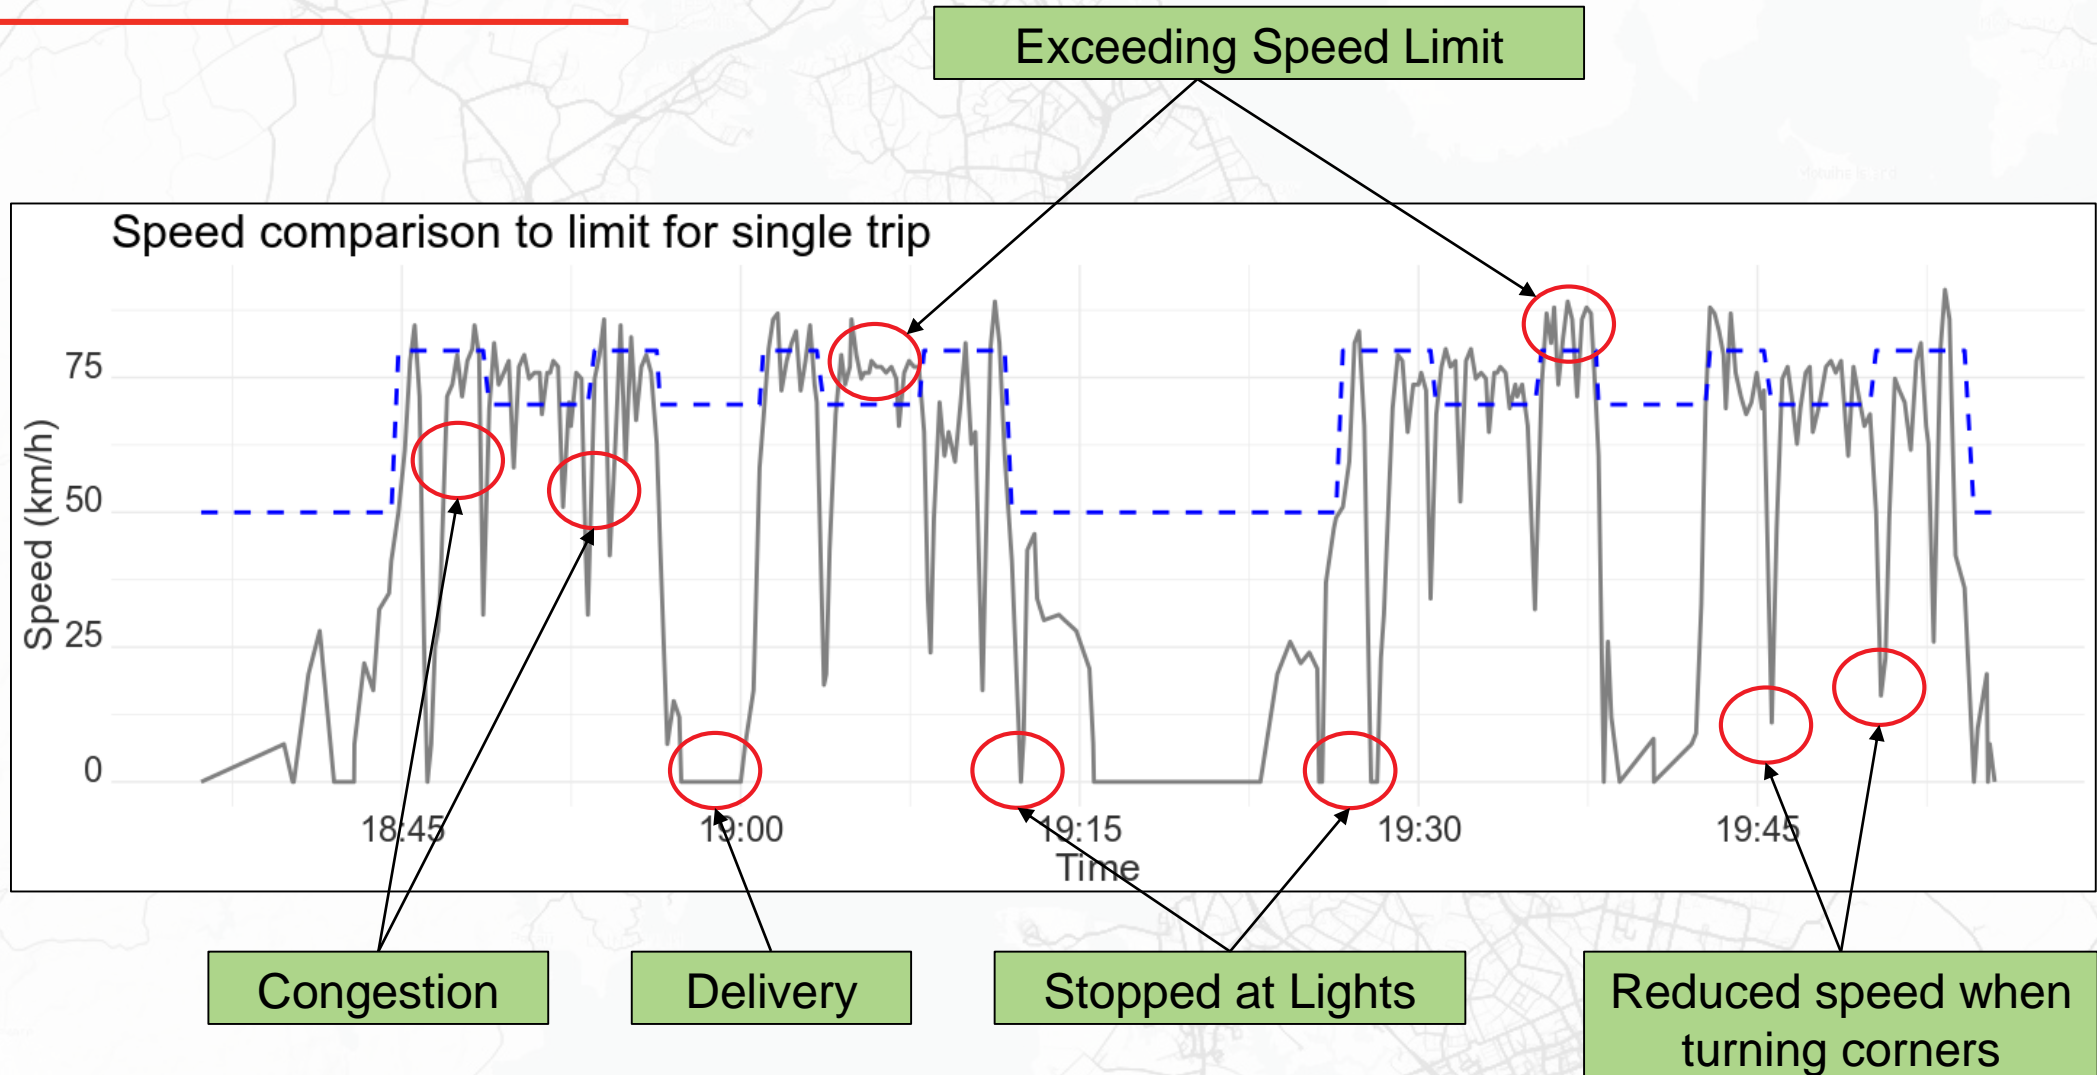 Exceeding Speed Limit
Speed comparison to limit for single trip
Speed (km/h)
75
50
25
0
18:45
19:00
19:15
19:30
19:45
Time
Congestion
Delivery
Stopped at Lights
Reduced speed when
turning corners